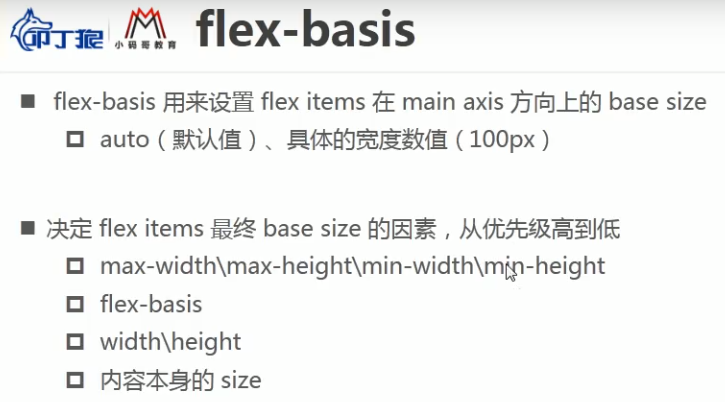 叩丁狼
小码哥教育
flex-basis
flex-basis 用来设置 flex items 在 main axis 方向上的 base size
auto（默认值）、具体的宽度数值（100px）
决定 flex items 最终 base size 的因素，从优先级高到低
max-width\max-height\min-width\min-height
flex-basis
width\height
内容本身的 size